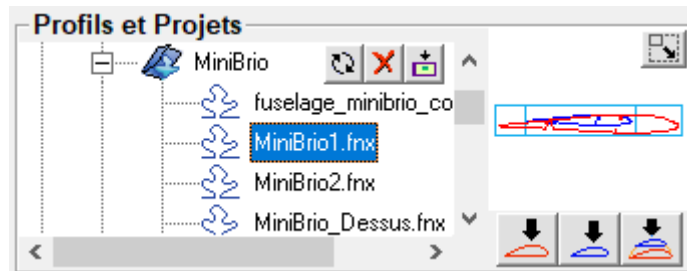 Profils et Projets
MiniBrio
fuselage_minibrio_co
MiniBrio1.fnx
MiniBrio2.fnx
MiniBrio_Dessus.fnx